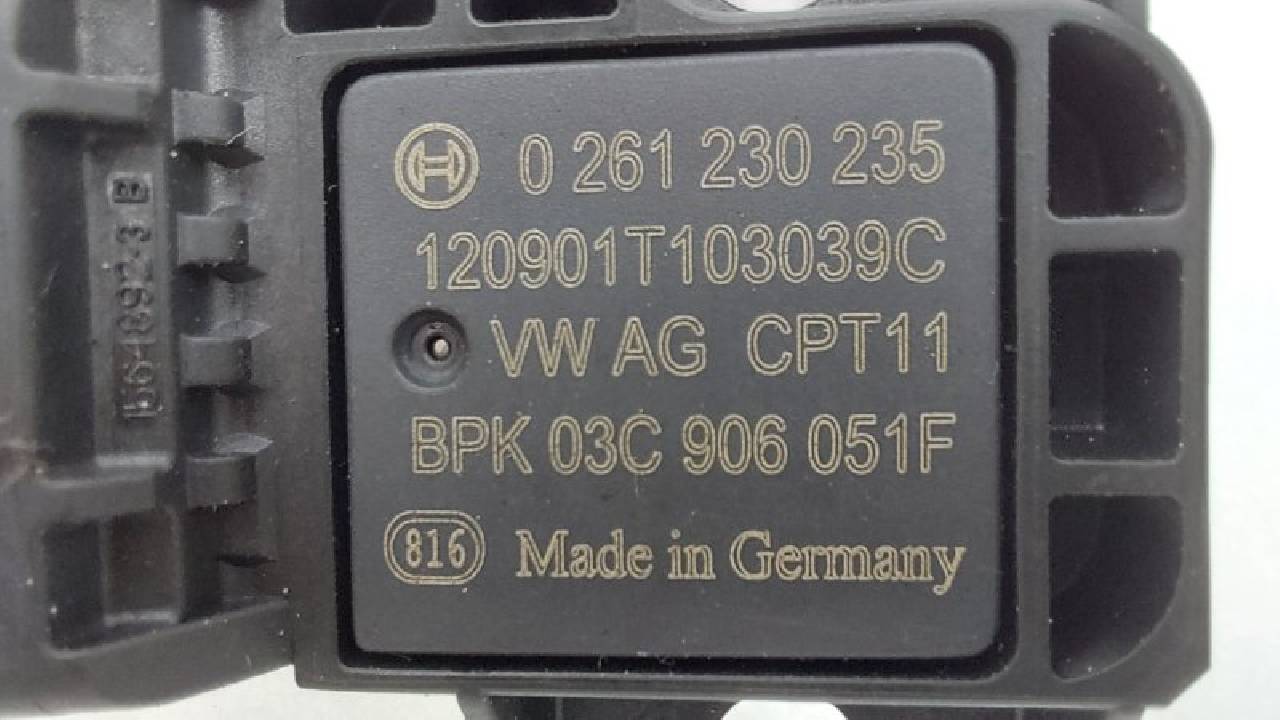 0 261 230 235
120901T103039C
VW AG CPT11
BPK 03C 906 051F
816 Made in Germany